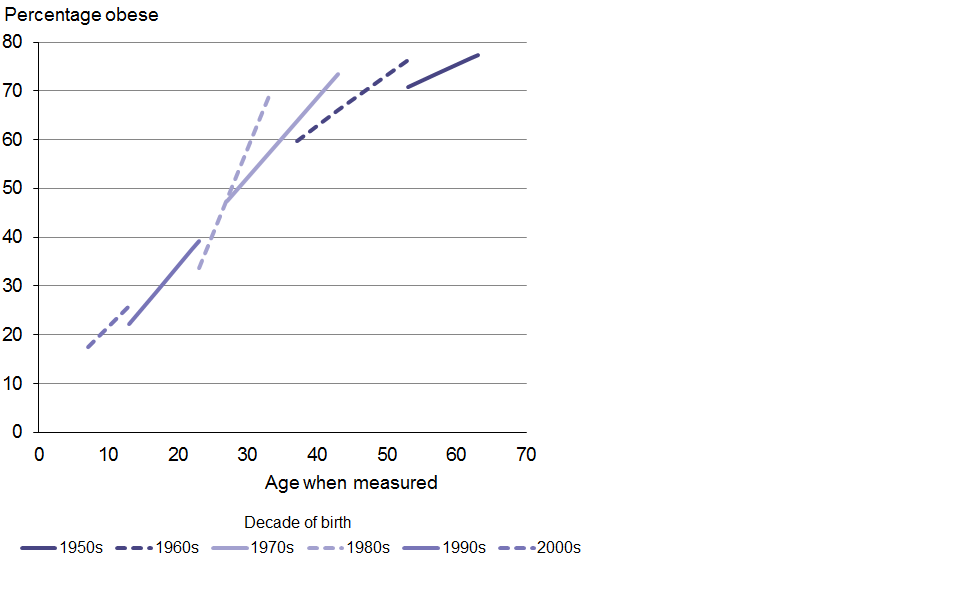 Percentage obese
80
70
60
50
40
30
20
10
0
0 10 20 30 40 50 60 70
Age when measured
Decade of birth
1950s 1960s 1970s 1980s 1990s 2000s